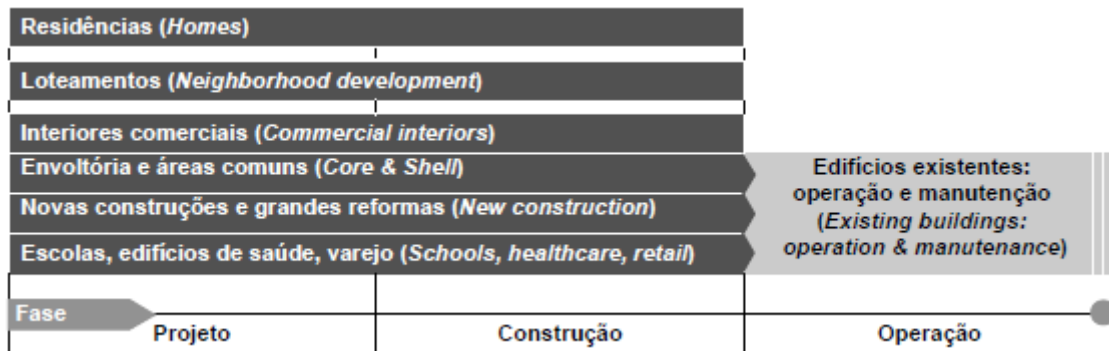 Residências (Homes)
Loteamentos (Neighborhood development)
Interiores comerciais (Commercial interiors)
Envoltória e áreas comuns (Core & Shell)
Novas construções e grandes reformas (New construction)
Escolas, edifícios de saúde, varejo (Schools, healthcare, retail)
Edifícios existentes:
operação e manutenção
(Existing buildings:
operation & manutenance)
Fase
Projeto
Construção
Operação